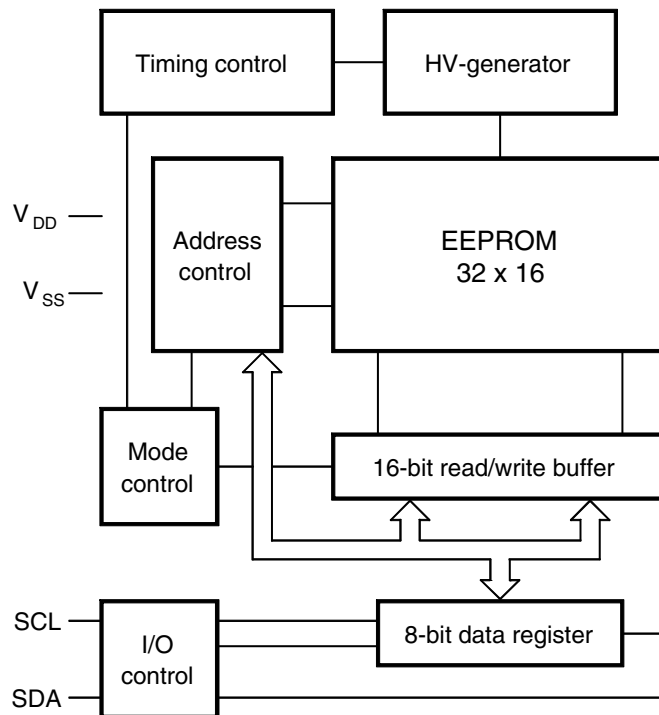 Timing control
HV-generator
V DD
Address
control
EEPROM
32 x 16
V SS
Mode
control
16-bit read/write buffer
SCL
I/O
control
8-bit data register
SDA